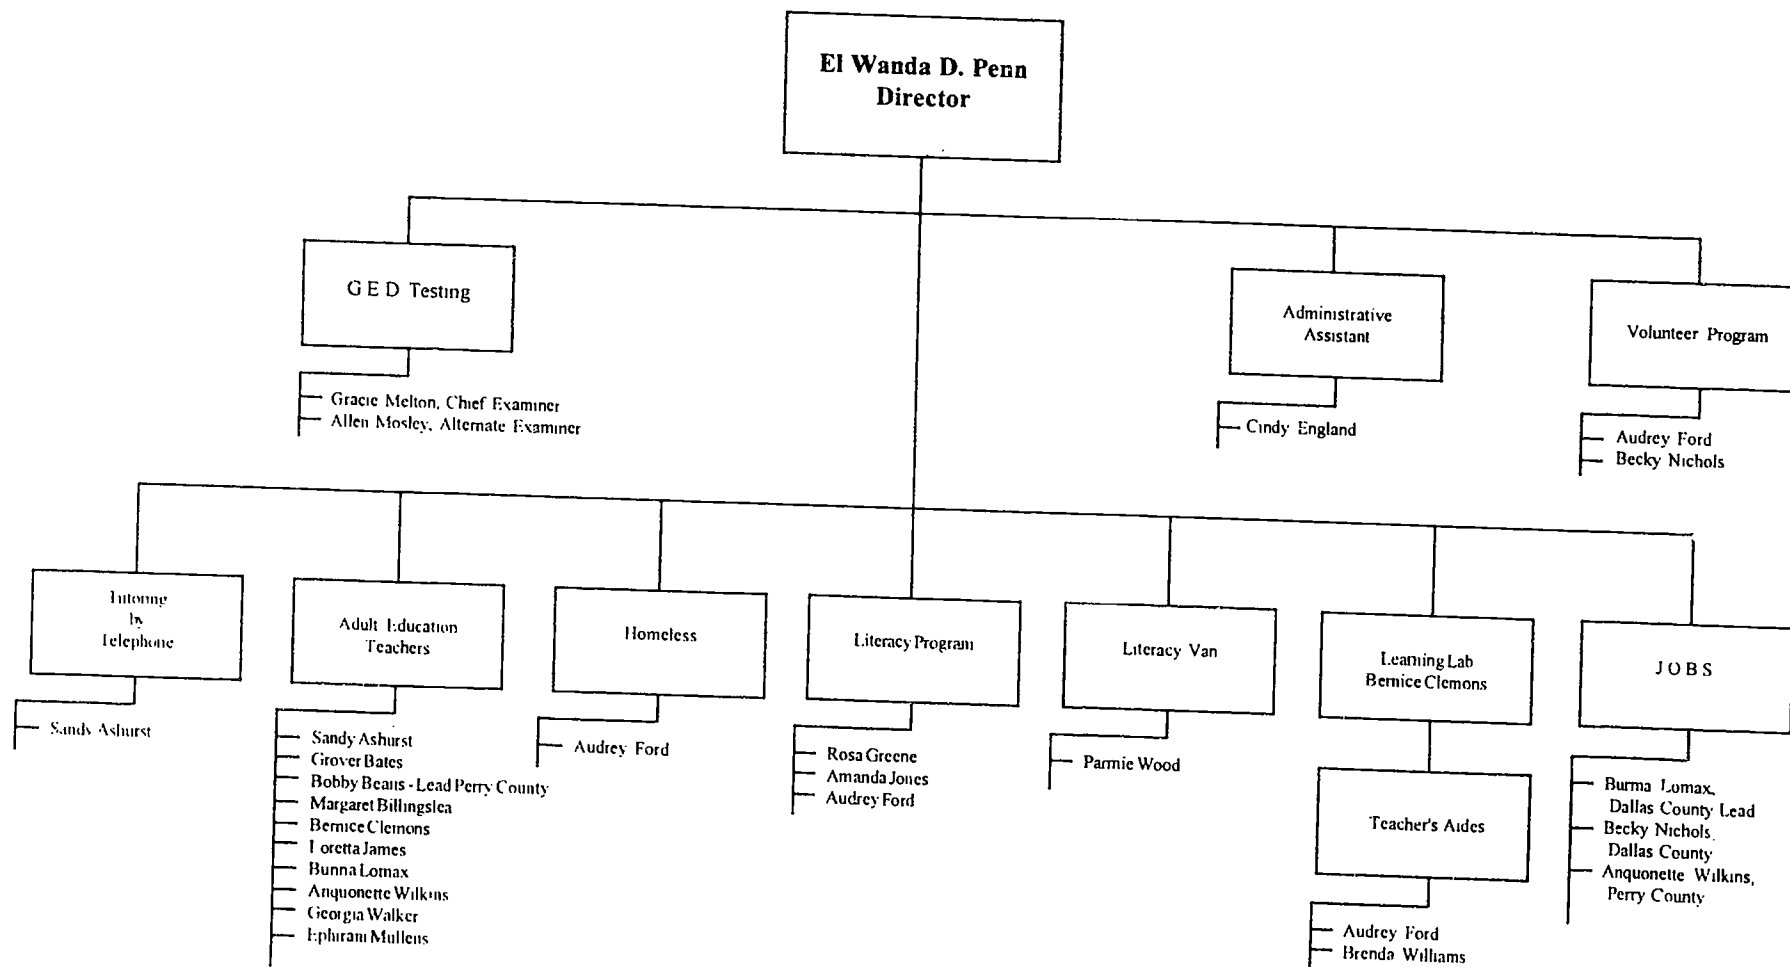 El Wanda D. Penn
Director
G E D Testing
Gracie Melton, Chief Examiner
Allen Mosley, Alternate Examiner
Administrative
Assistant
Cindy England
Volunteer Program
Audrey Ford
Becky Nichols
Tutoring
by
Telephone
Sandy Ashurst
Adult Education
Teachers
Sandy Ashurst
Grover Bates
Bobby Beans - Lead Perry County
Margaret Billingslea
Bernice Clemons
Loretta James
Bunna Lomax
Anquonette Wilkins
Georgia Walker
Ephriam Mullens
Homeless
Audrey Ford
Literacy Program
Rosa Greene
Amanda Jones
Audrey Ford
Literacy Van
Parmie Wood
Learning Lab
Bernice Clemons
Teacher's Aides
Audrey Ford
Brenda Williams
J O B S
Burma Lomax,
Dallas County Lead
Becky Nichols,
Dallas County
Anquonette Wilkins,
Perry County